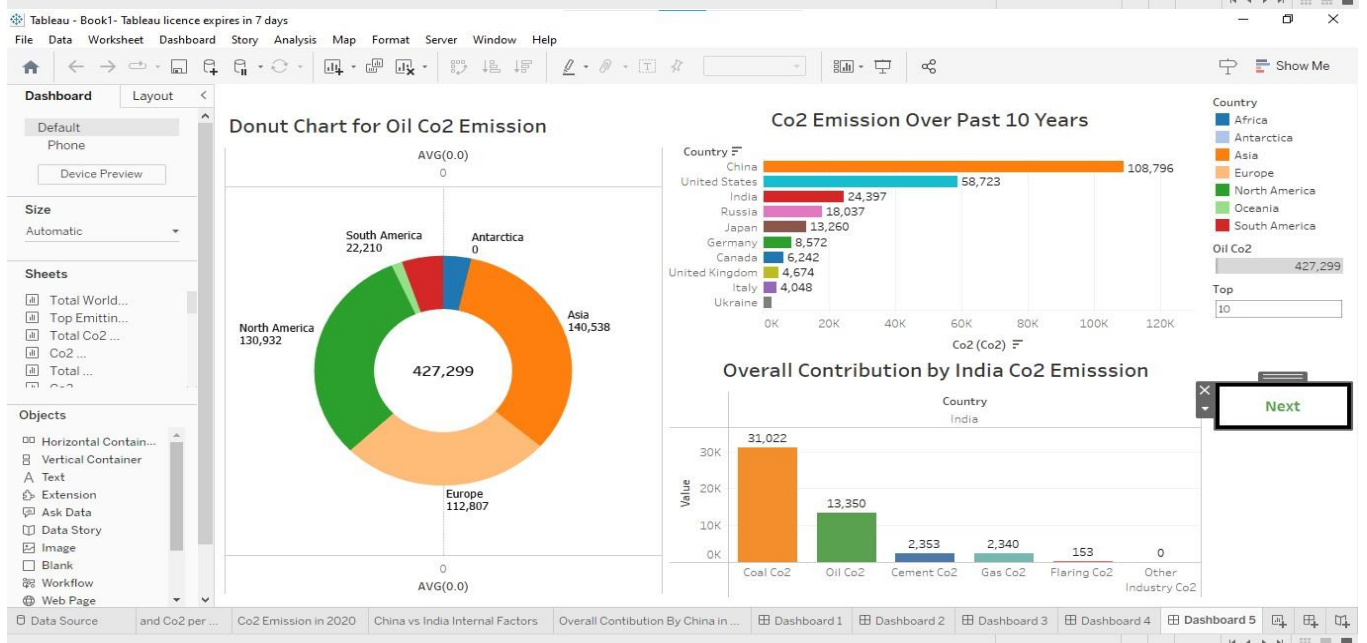 Tableau - Book1- Tableau licence expires in 7 days
File Data Worksheet Dashboard Story Analysis Map Format Server Window Help
Show Me
Dashboard Layout
Default
Phone
Device Preview
Size
Automatic
Sheets
Total World...
Top Emittin...
Total Co2 ...
Co2 ...
Total ...
Objects
Horizontal Contain...
Vertical Container
Text
Extension
Ask Data
Data Story
Image
Blank
Workflow
Web Page
Donut Chart for Oil Co2 Emission
AVG(0.0)
0
South America
22,210
Antarctica
0
Asia
140,538
North America
130,932
427,299
Europe
112,807
0
AVG(0.0)
Co2 Emission Over Past 10 Years
Country
China 108,796
United States 58,723
India 24,397
Russia 18,037
Japan 13,260
Germany 8,572
Canada 6,242
United Kingdom 4,674
Italy 4,048
Ukraine
0K 20K 40K 60K 80K 100K 120K
Co2 (Co2)
Overall Contribution by India Co2 Emisssion
Country
India
Value
30K
20K
10K
0K
31,022
13,350
2,353
2,340
153
0
Coal Co2 Oil Co2 Cement Co2 Gas Co2 Flaring Co2 Other
Industry Co2
Country
Africa
Antarctica
Asia
Europe
North America
Oceania
South America
Oil Co2
427,299
Top
10
Next
Data Source and Co2 per ... Co2 Emission in 2020 China vs India Internal Factors Overall Contibution By China in ... Dashboard 1 Dashboard 2 Dashboard 3 Dashboard 4 Dashboard 5